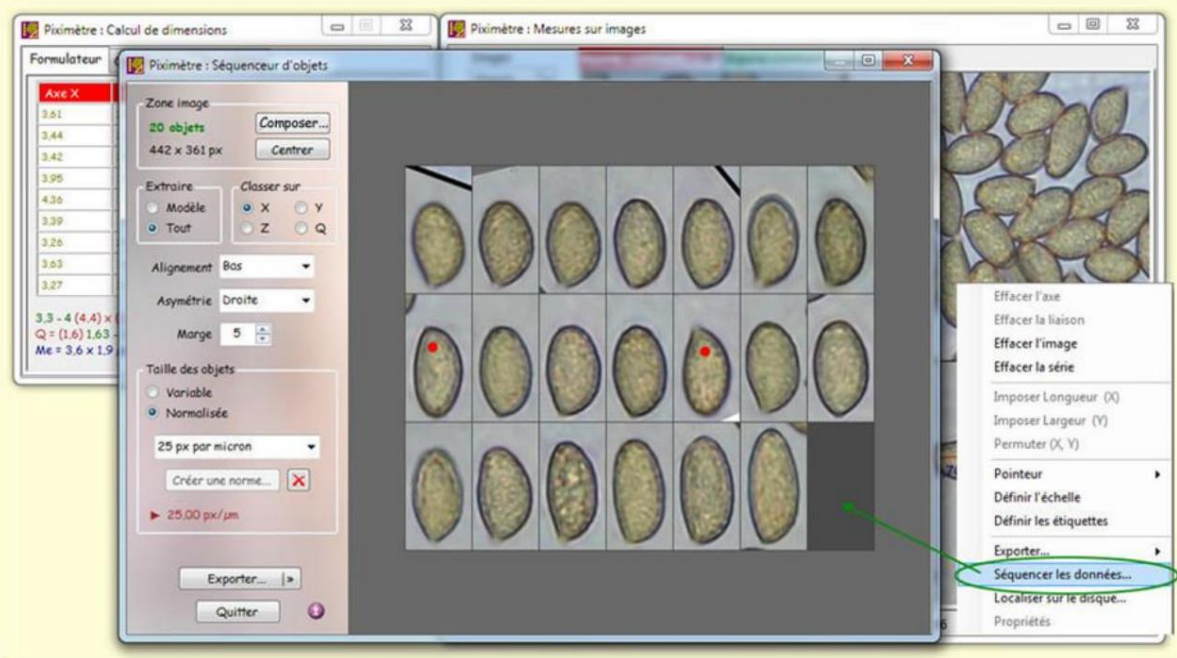 Piximètre : Calcul de dimensions
Formulateur
Axe X
3,61
3,44
3,42
3,95
4,36
3,39
3,26
3,63
3,27
3,3 - 4 (4,4) ×
Q = (1,6) 1,63 -
Me = 3,6 x 1,9
Piximètre : Mesures sur images
Piximètre : Séquenceur d'objets
Zone image
20 objets
Composer...
442 x 361 px
Centrer
Extraire
Classer sur
Modèle
X
Y
Tout
Z
Q
Alignement
Bas
Asymétrie
Droite
Marge
5
Taille des objets
Variable
Normalisée
25 px par micron
Créer une norme...
25,00 px/µm
Exporter... |»
Quitter
Effacer l'axe
Effacer la liaison
Effacer l'image
Effacer la série
Imposer Longueur (X)
Imposer Largeur (Y)
Permuter (X, Y)
Pointeur
Définir l'échelle
Définir les étiquettes
Exporter...
Séquencer les données...
Localiser sur le disque...
Propriétés